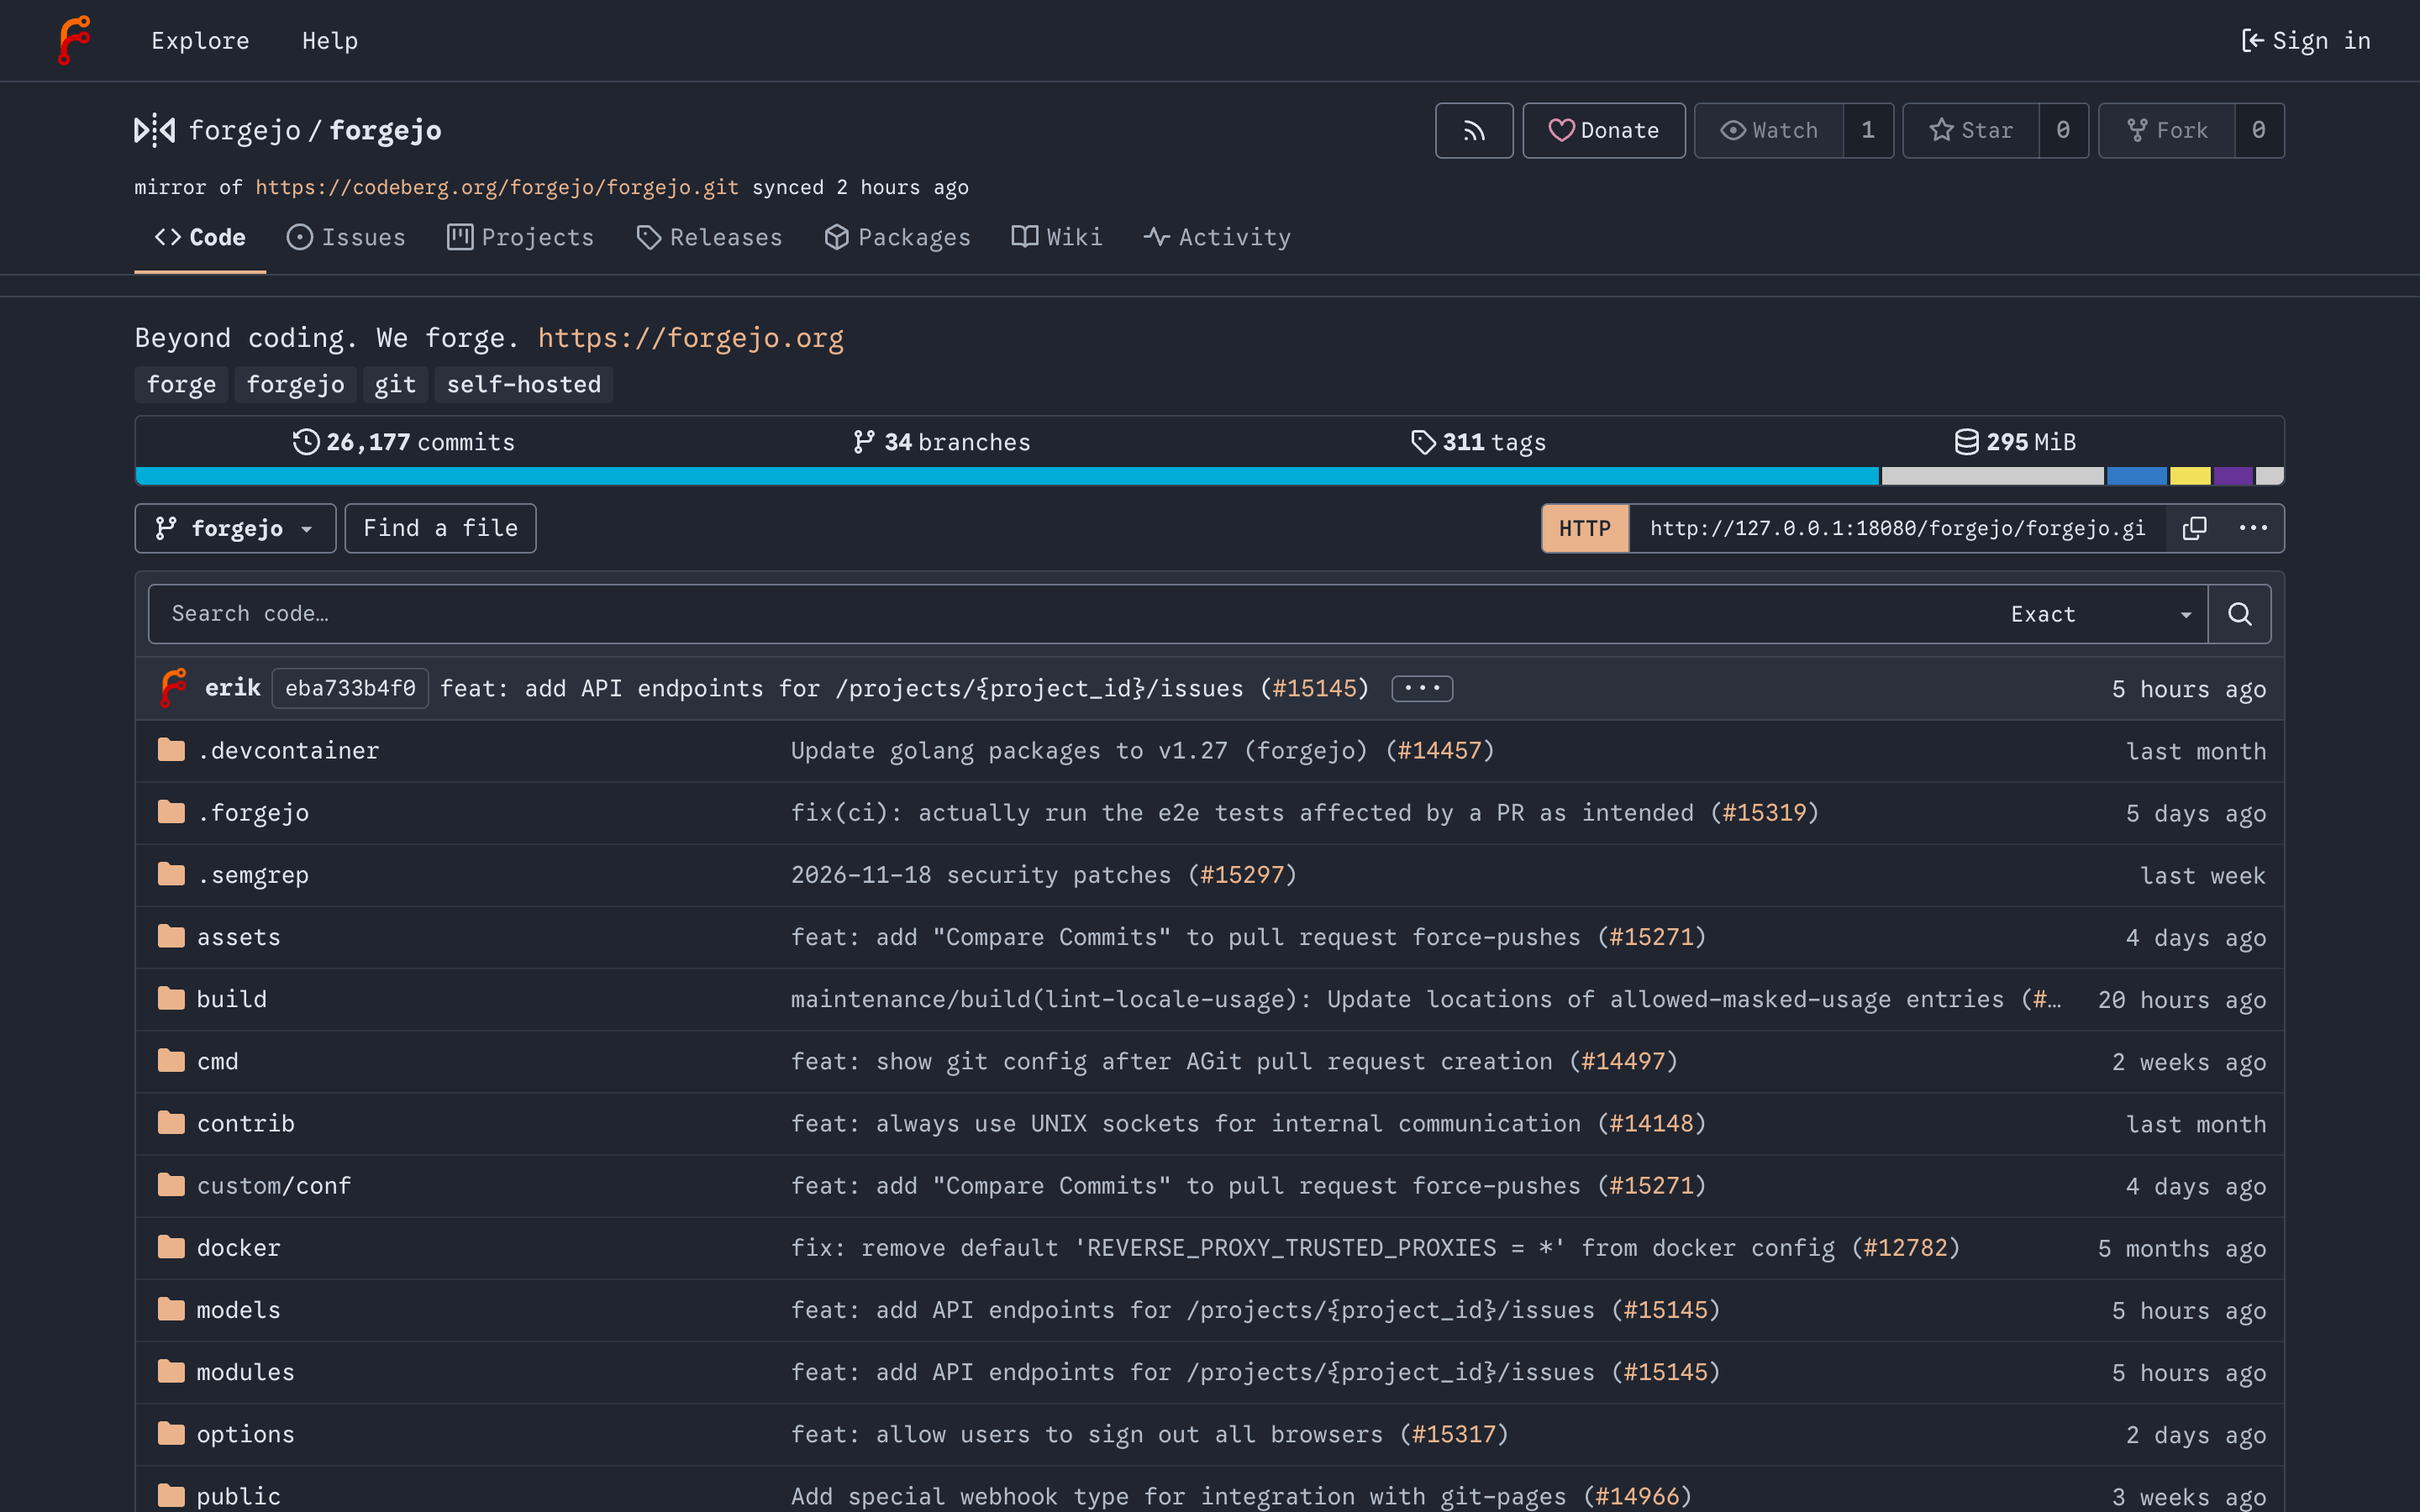 Explore Help Sign in
forgejo / forgejo Donate Watch 1 Star 0 Fork 0
mirror of https://codeberg.org/forgejo/forgejo.git synced 2 hours ago
Code Issues Projects Releases Packages Wiki Activity
Beyond coding. We forge. https://forgejo.org
forge forgejo git self-hosted
26,177 commits 34 branches 311 tags 295 MiB
forgejo Find a file HTTP http://127.0.0.1:18080/forgejo/forgejo.gi
Search code… Exact
erik eba733b4f0 feat: add API endpoints for /projects/{project_id}/issues (#15145) ... 5 hours ago
.devcontainer Update golang packages to v1.27 (forgejo) (#14457) last month
.forgejo fix(ci): actually run the e2e tests affected by a PR as intended (#15319) 5 days ago
.semgrep 2026-11-18 security patches (#15297) last week
assets feat: add "Compare Commits" to pull request force-pushes (#15271) 4 days ago
build maintenance/build(lint-locale-usage): Update locations of allowed-masked-usage entries (#… 20 hours ago
cmd feat: show git config after AGit pull request creation (#14497) 2 weeks ago
contrib feat: always use UNIX sockets for internal communication (#14148) last month
custom/conf feat: add "Compare Commits" to pull request force-pushes (#15271) 4 days ago
docker fix: remove default 'REVERSE_PROXY_TRUSTED_PROXIES = *' from docker config (#12782) 5 months ago
models feat: add API endpoints for /projects/{project_id}/issues (#15145) 5 hours ago
modules feat: add API endpoints for /projects/{project_id}/issues (#15145) 5 hours ago
options feat: allow users to sign out all browsers (#15317) 2 days ago
public Add special webhook type for integration with git-pages (#14966) 3 weeks ago